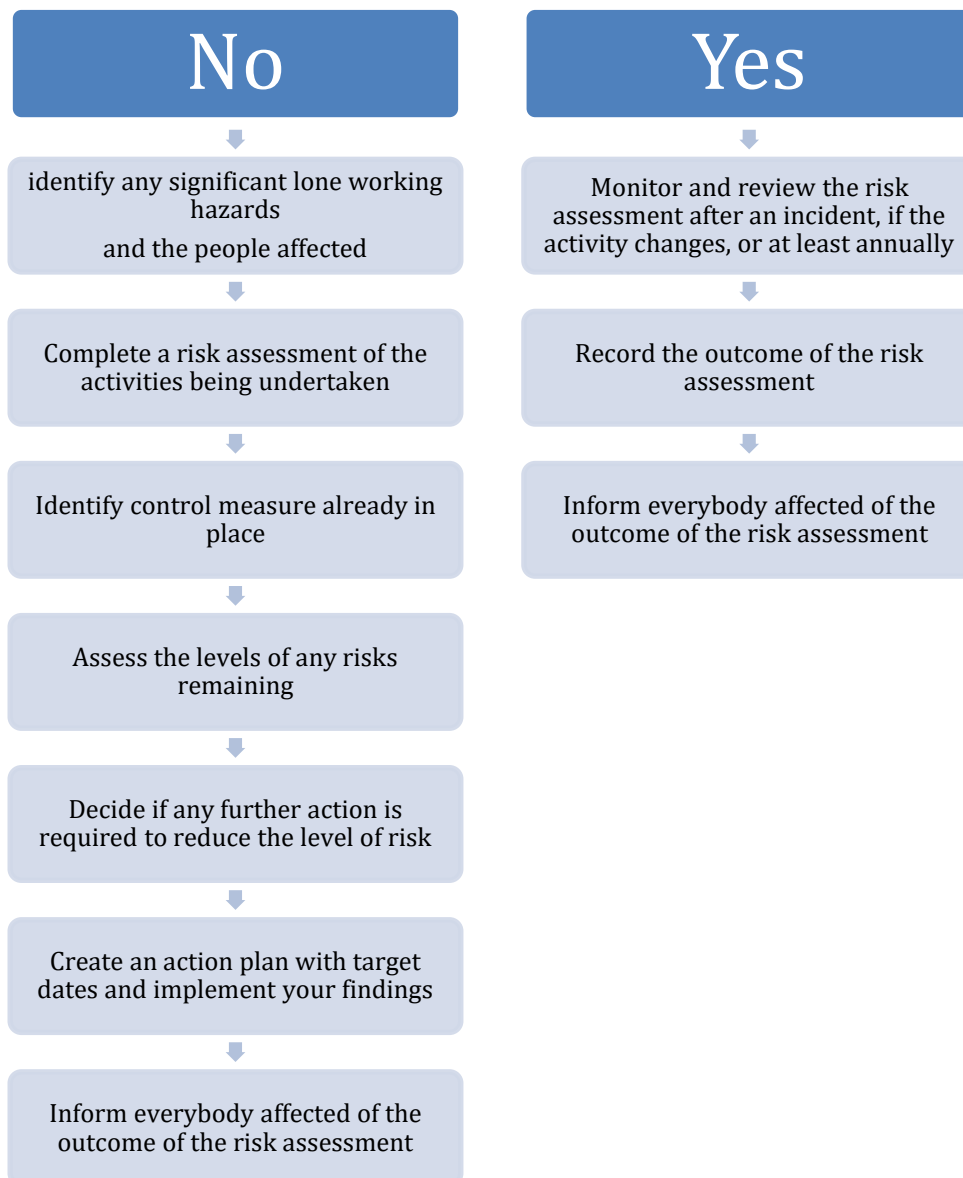 No
identify any significant lone working
hazards
and the people affected
Complete a risk assessment of the
activities being undertaken
Identify control measure already in
place
Assess the levels of any risks
remaining
Decide if any further action is
required to reduce the level of risk
Create an action plan with target
dates and implement your findings
Inform everybody affected of the
outcome of the risk assessment
Yes
Monitor and review the risk
assessment after an incident, if the
activity changes, or at least annually
Record the outcome of the risk
assessment
Inform everybody affected of the
outcome of the risk assessment